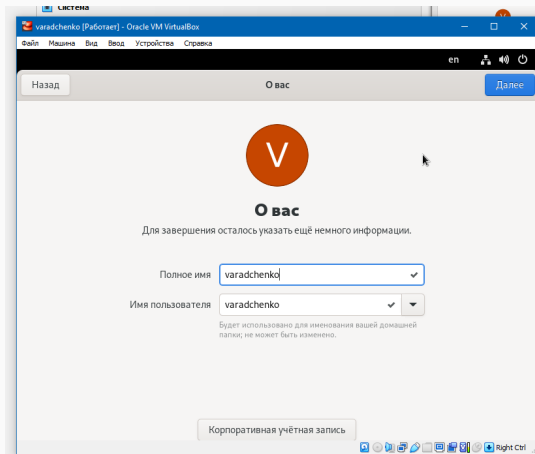 Система
varadchenko [Работает] - Oracle VM VirtualBox
Файл Машина Вид Ввод Устройства Справка
en
Назад О вас Далее
V
О вас
Для завершения осталось указать ещё немного информации.
Полное имя varadchenko
Имя пользователя varadchenko
Будет использовано для именования вашей домашней
папки; не может быть изменено.
Корпоративная учётная запись
Right Ctrl